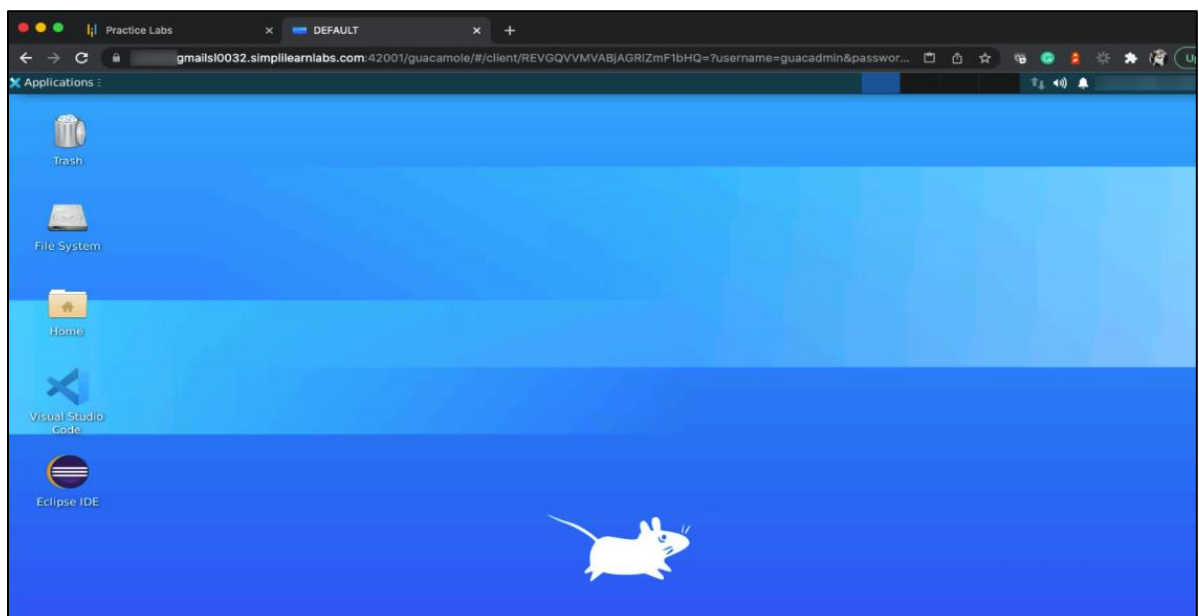 Practice Labs
DEFAULT
gmailsl0032.simplilearnlabs.com:42001/guacamole/#/client/REVGQVVMVABjAGRlZmF1bHQ=?username=guacadmin&passwor...
Applications
Trash
File System
Home
Visual Studio
Code
Eclipse IDE